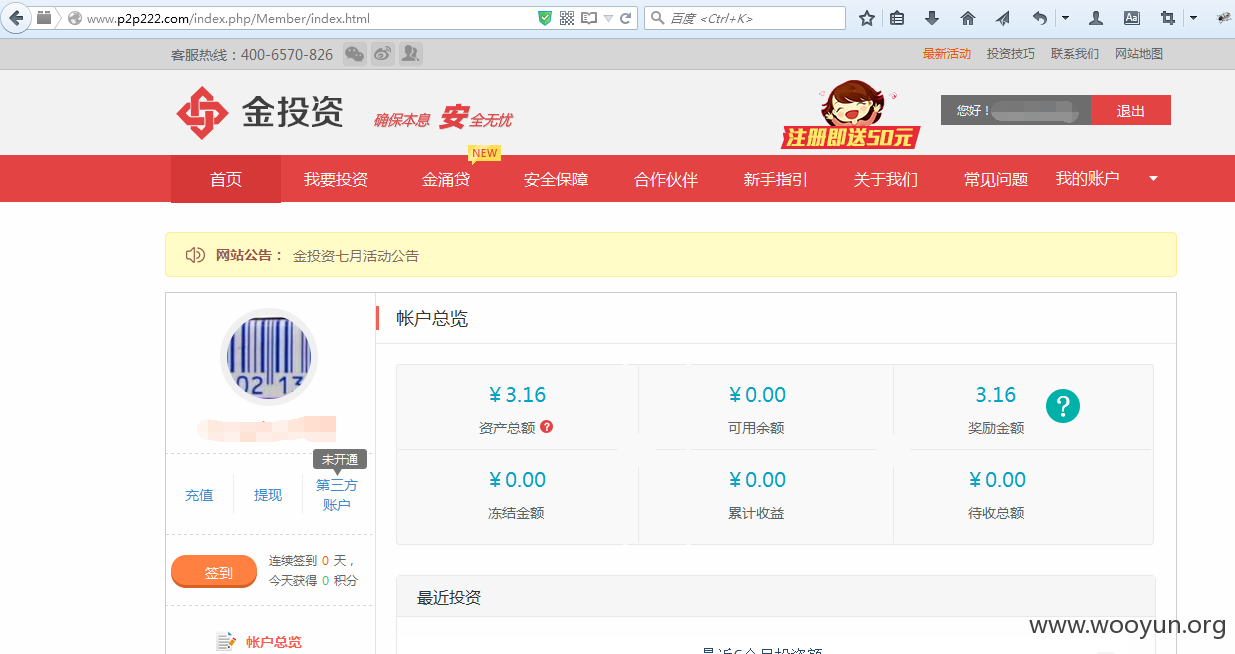 www.p2p222.com/index.php/Member/index.html
百度 <Ctrl+K>
客服热线：400-6570-826
最新活动 投资技巧 联系我们 网站地图
金投资
确保本息 安全无忧
注册即送50元
您好！
退出
NEW
首页 我要投资 金涌贷 安全保障 合作伙伴 新手指引 关于我们 常见问题 我的账户
网站公告： 金投资七月活动公告
帐户总览
02 13
¥ 3.16 ¥ 0.00 3.16
资产总额 ? 可用余额 奖励金额 ?
¥ 0.00 ¥ 0.00 ¥ 0.00
冻结金额 累计收益 待收总额
未开通
充值 提现 第三方
账户
签到
连续签到 0 天，
今天获得 0 积分
最近投资
帐户总览
www.wooyun.org
最近6个月投资额